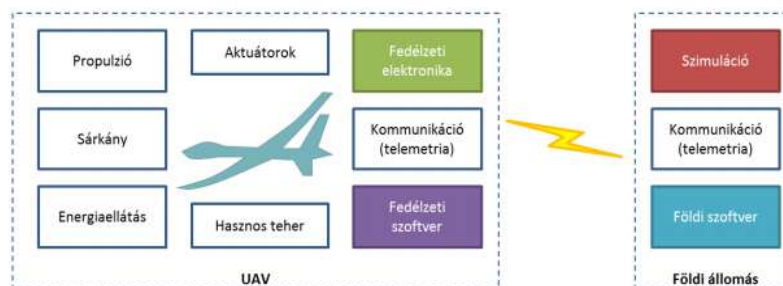 Propulzió
Aktuátorok
Fedélzeti
elektronika
Sárkány
Kommunikáció
(telemetria)
Energiaellátás
Hasznos teher
Fedélzeti
szoftver
UAV
Szimuláció
Kommunikáció
(telemetria)
Földi szoftver
Földi állomás